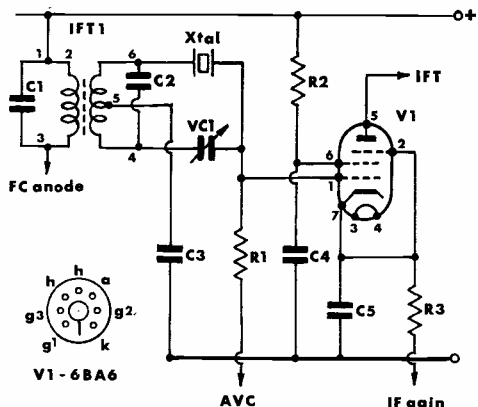 IFT1
+
Xtal
1
2
6
C1
C2
R2
IFT
5
V1
5
2
VC1
3
4
6
1
FC anode
7
3
4
C3
R1
C4
C5
R3
h
h
a
g3
g2
g1
k
V1-6BA6
AVC
IF gain